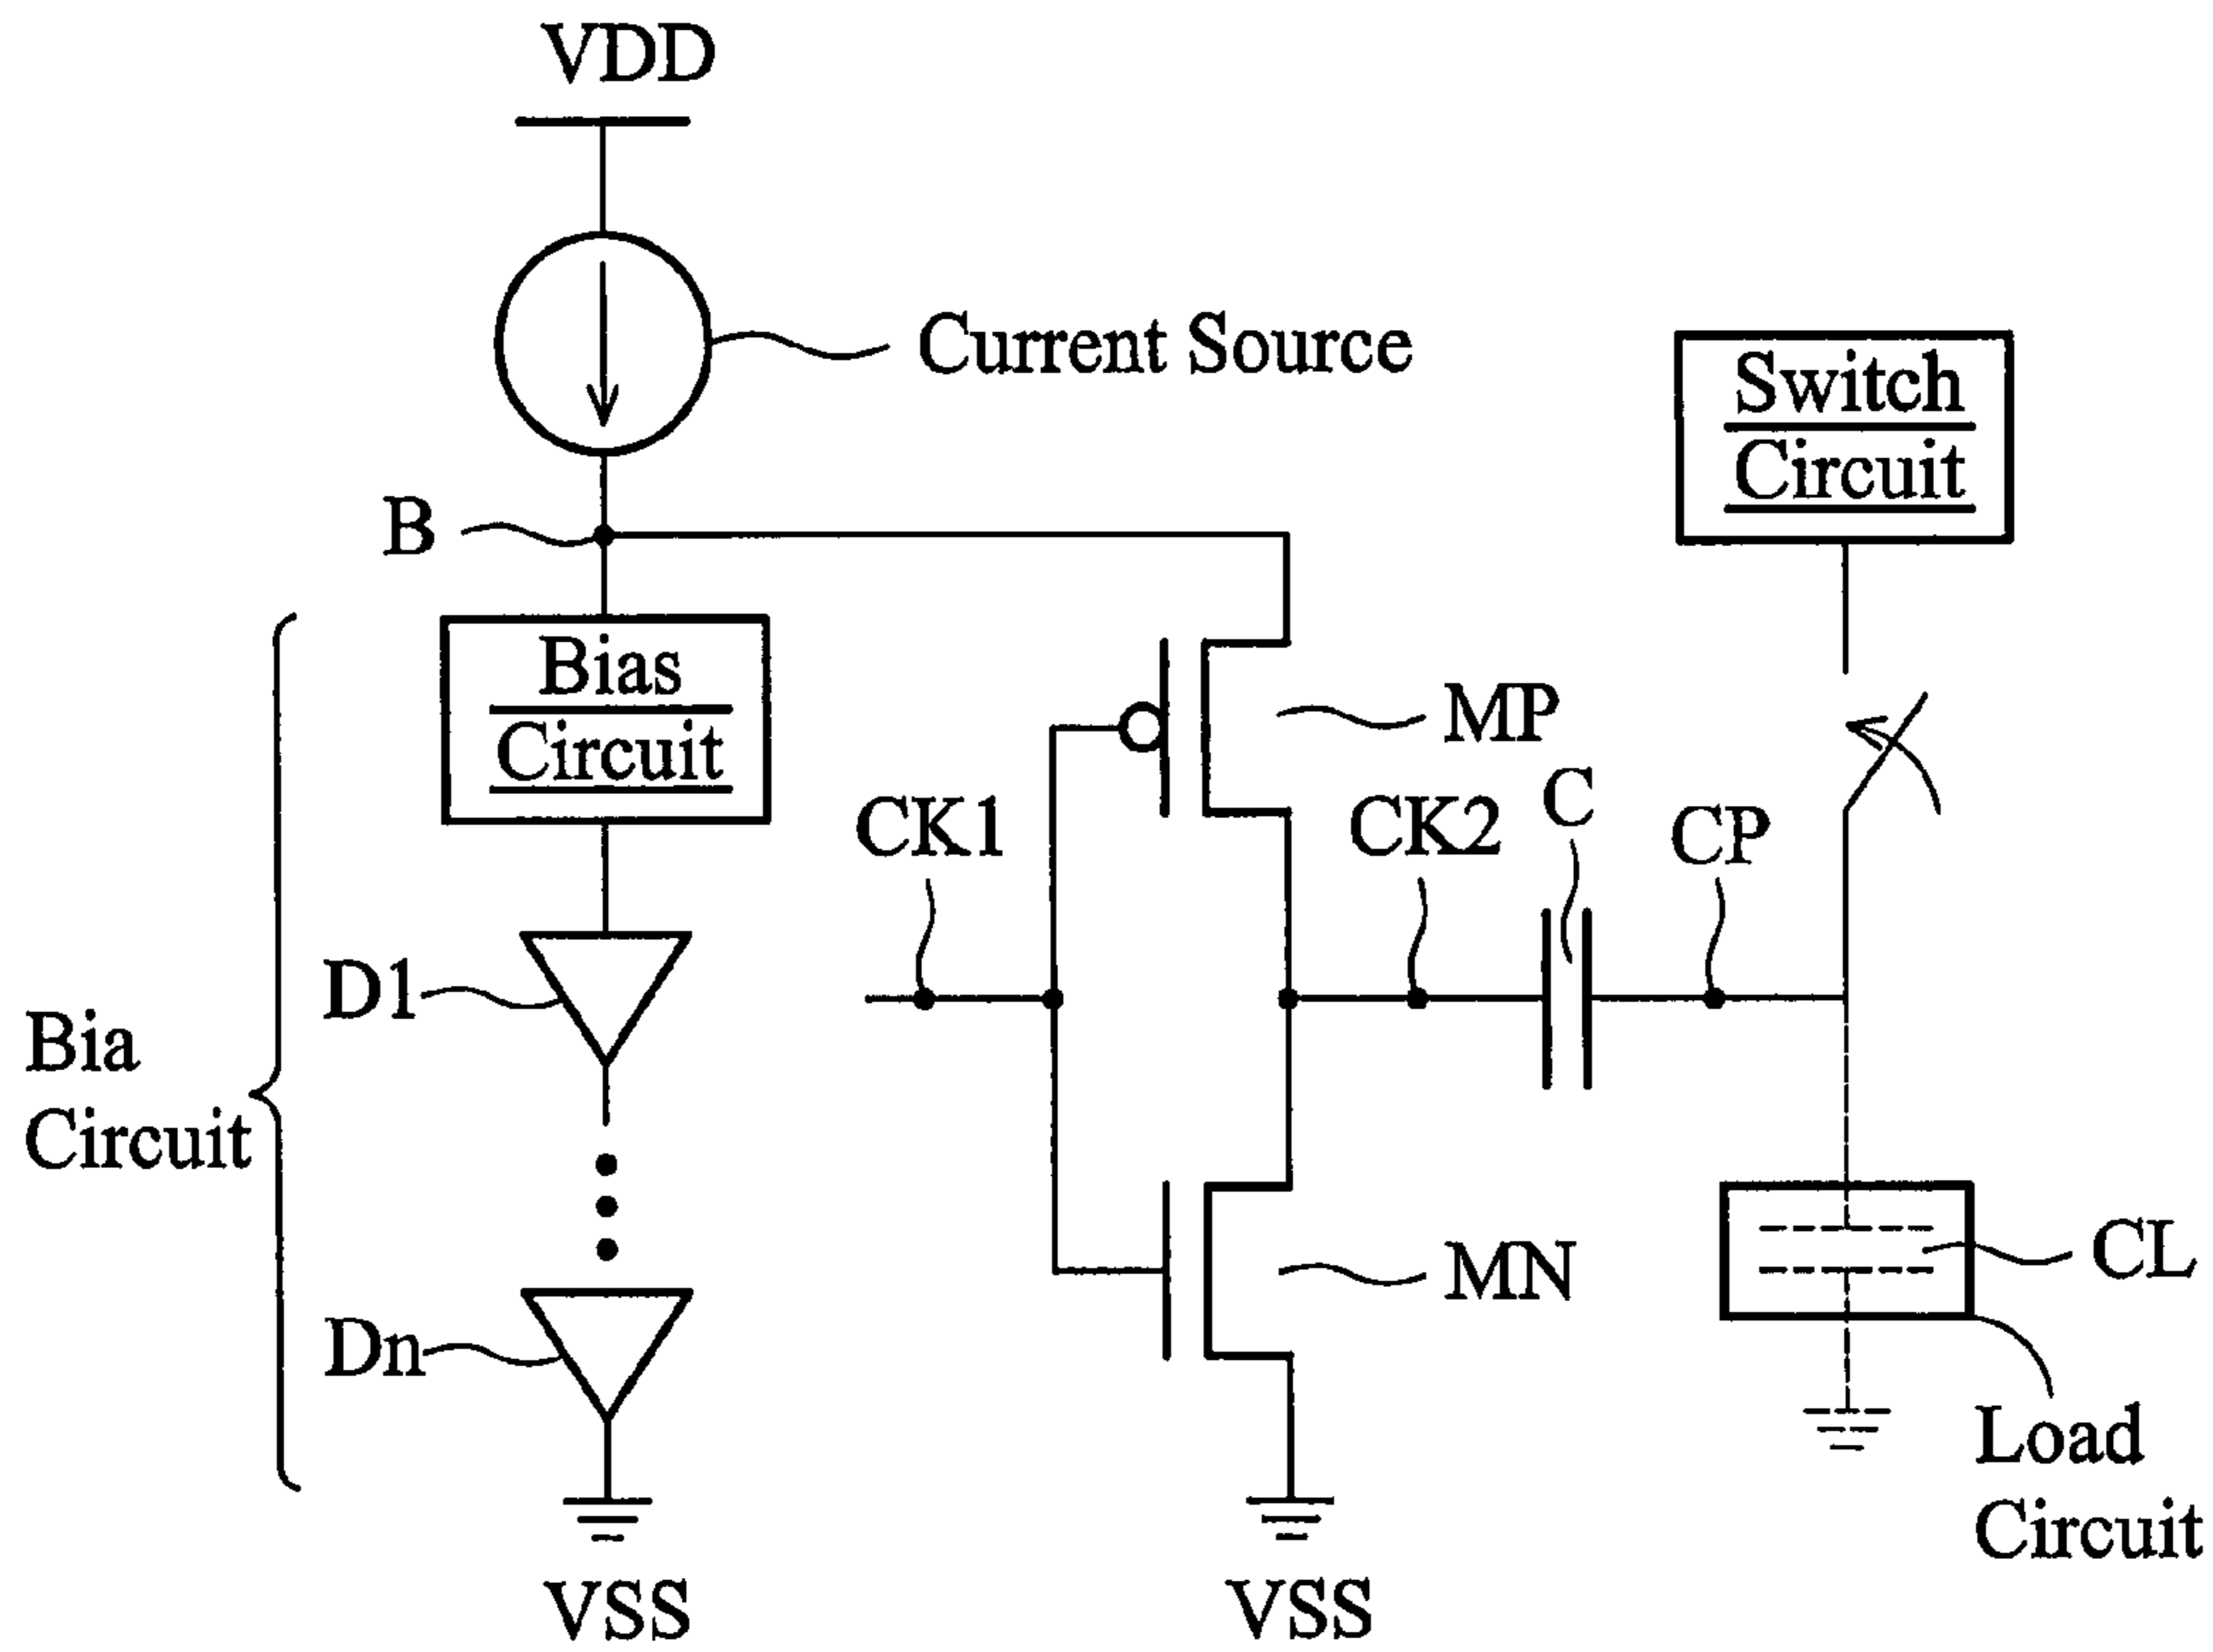 VDD
Current Source
Switch
Circuit
B
Bias
Circuit
MP
C
CK1
CK2
CP
D1
Bia
Circuit
MN
CL
Dn
Load
Circuit
VSS
VSS